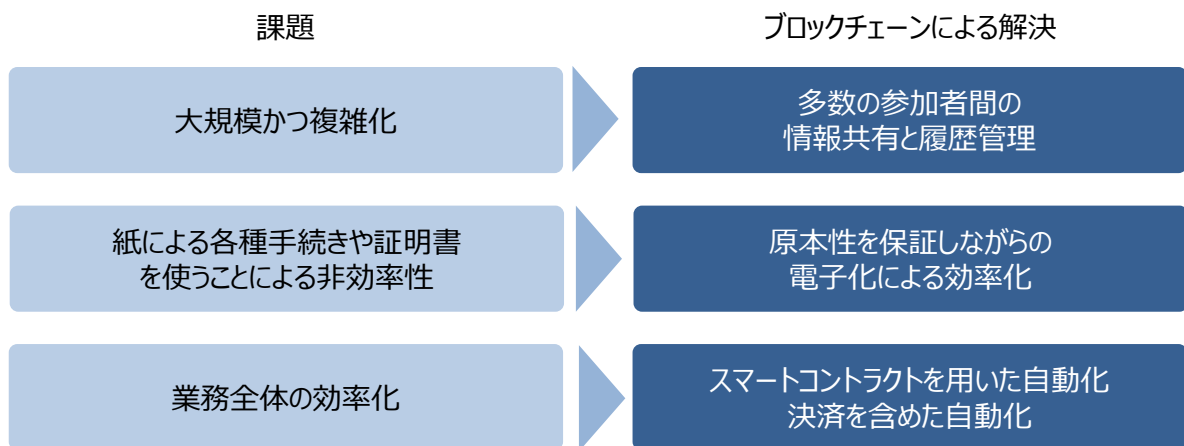 課題
ブロックチェーンによる解決
大規模かつ複雑化
多数の参加者間の
情報共有と履歴管理
紙による各種手続きや証明書
を使うことによる非効率性
原本性を保証しながらの
電子化による効率化
業務全体の効率化
スマートコントラクトを用いた自動化
決済を含めた自動化